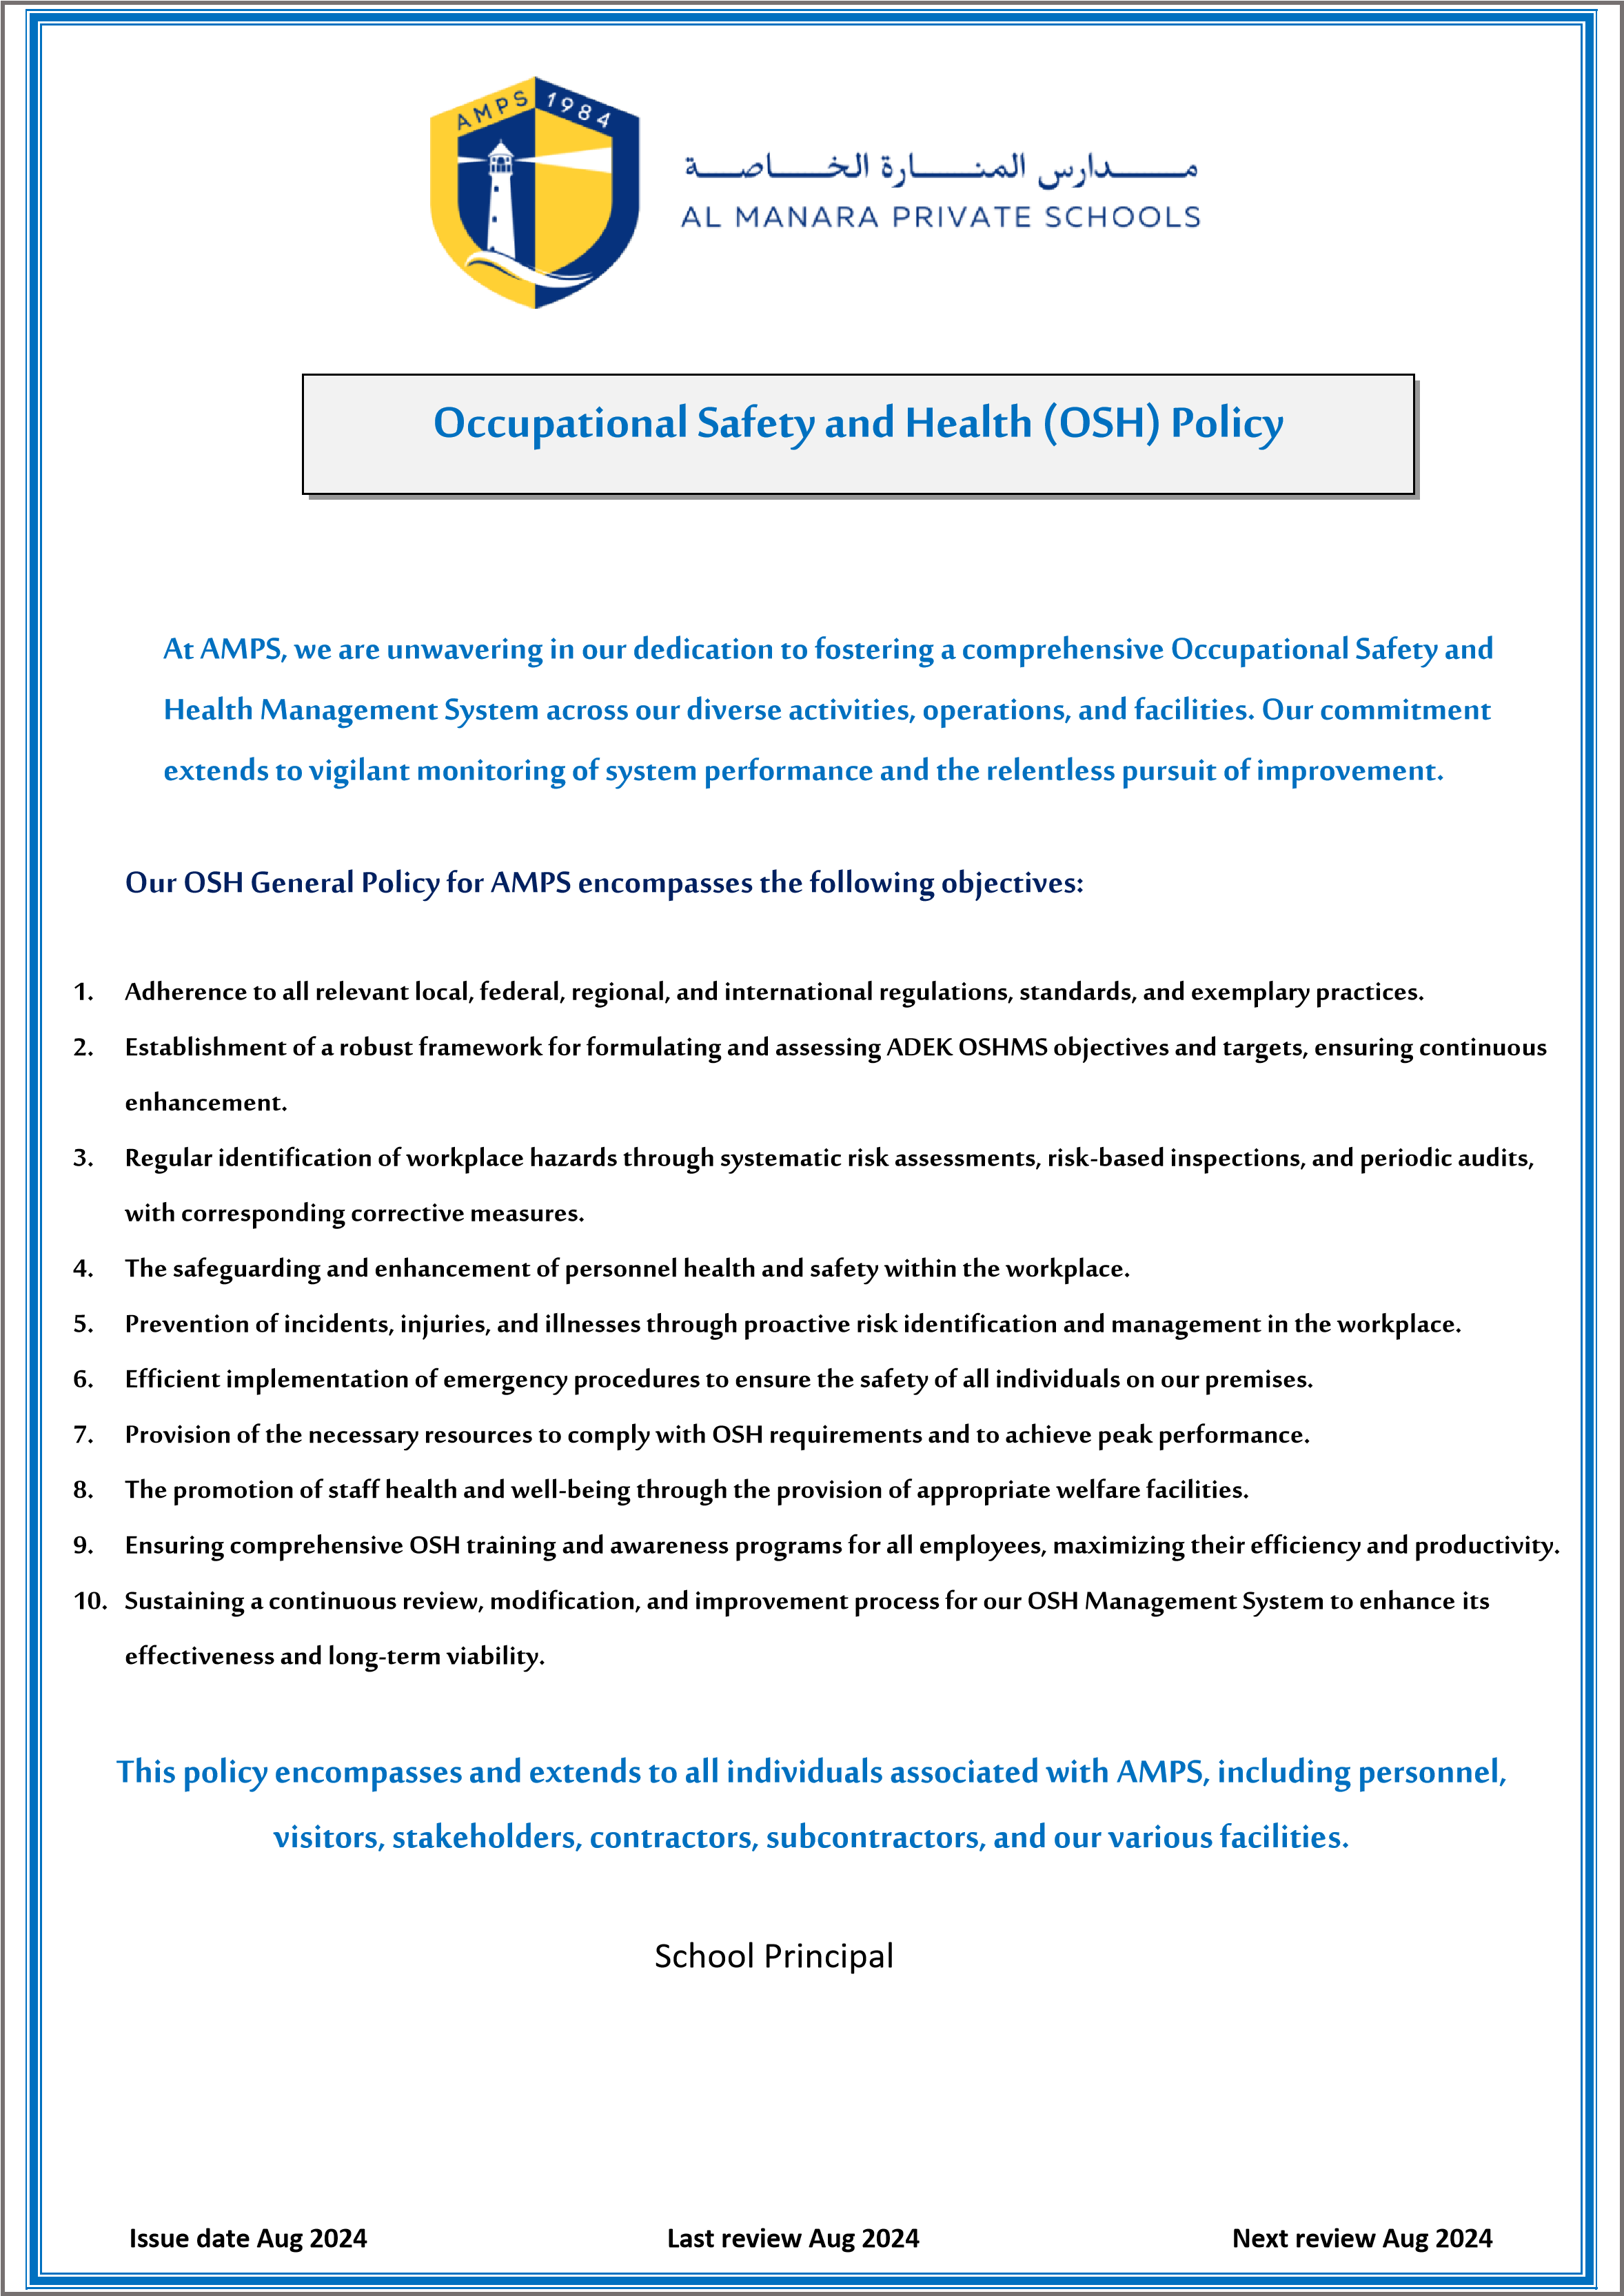 AMPS 1984
مدارس المنارة الخاصة
AL MANARA PRIVATE SCHOOLS
Occupational Safety and Health (OSH) Policy
At AMPS, we are unwavering in our dedication to fostering a comprehensive Occupational Safety and
Health Management System across our diverse activities, operations, and facilities. Our commitment
extends to vigilant monitoring of system performance and the relentless pursuit of improvement.
Our OSH General Policy for AMPS encompasses the following objectives:
1. Adherence to all relevant local, federal, regional, and international regulations, standards, and exemplary practices.
2. Establishment of a robust framework for formulating and assessing ADEK OSHMS objectives and targets, ensuring continuous
enhancement.
3. Regular identification of workplace hazards through systematic risk assessments, risk-based inspections, and periodic audits,
with corresponding corrective measures.
4. The safeguarding and enhancement of personnel health and safety within the workplace.
5. Prevention of incidents, injuries, and illnesses through proactive risk identification and management in the workplace.
6. Efficient implementation of emergency procedures to ensure the safety of all individuals on our premises.
7. Provision of the necessary resources to comply with OSH requirements and to achieve peak performance.
8. The promotion of staff health and well-being through the provision of appropriate welfare facilities.
9. Ensuring comprehensive OSH training and awareness programs for all employees, maximizing their efficiency and productivity.
10. Sustaining a continuous review, modification, and improvement process for our OSH Management System to enhance its
effectiveness and long-term viability.
This policy encompasses and extends to all individuals associated with AMPS, including personnel,
visitors, stakeholders, contractors, subcontractors, and our various facilities.
School Principal
Issue date Aug 2024 Last review Aug 2024 Next review Aug 2024